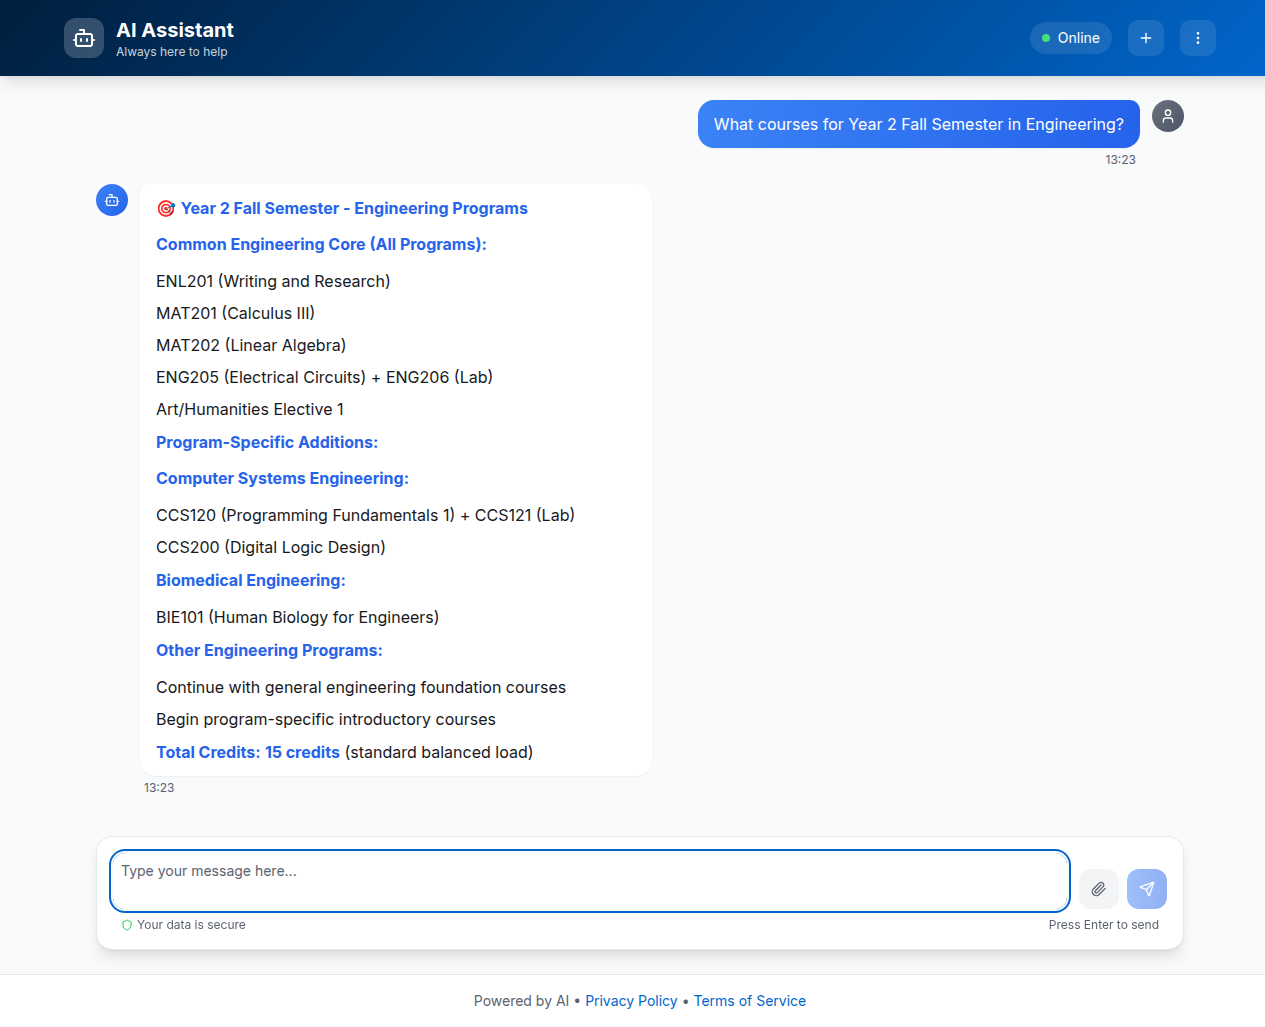 AI Assistant
Always here to help
Online
What courses for Year 2 Fall Semester in Engineering?
13:23
🎯 Year 2 Fall Semester - Engineering Programs
Common Engineering Core (All Programs):
ENL201 (Writing and Research)
MAT201 (Calculus III)
MAT202 (Linear Algebra)
ENG205 (Electrical Circuits) + ENG206 (Lab)
Art/Humanities Elective 1
Program-Specific Additions:
Computer Systems Engineering:
CCS120 (Programming Fundamentals 1) + CCS121 (Lab)
CCS200 (Digital Logic Design)
Biomedical Engineering:
BIE101 (Human Biology for Engineers)
Other Engineering Programs:
Continue with general engineering foundation courses
Begin program-specific introductory courses
Total Credits: 15 credits (standard balanced load)
13:23
Type your message here...
Your data is secure
Press Enter to send
Powered by AI • Privacy Policy • Terms of Service